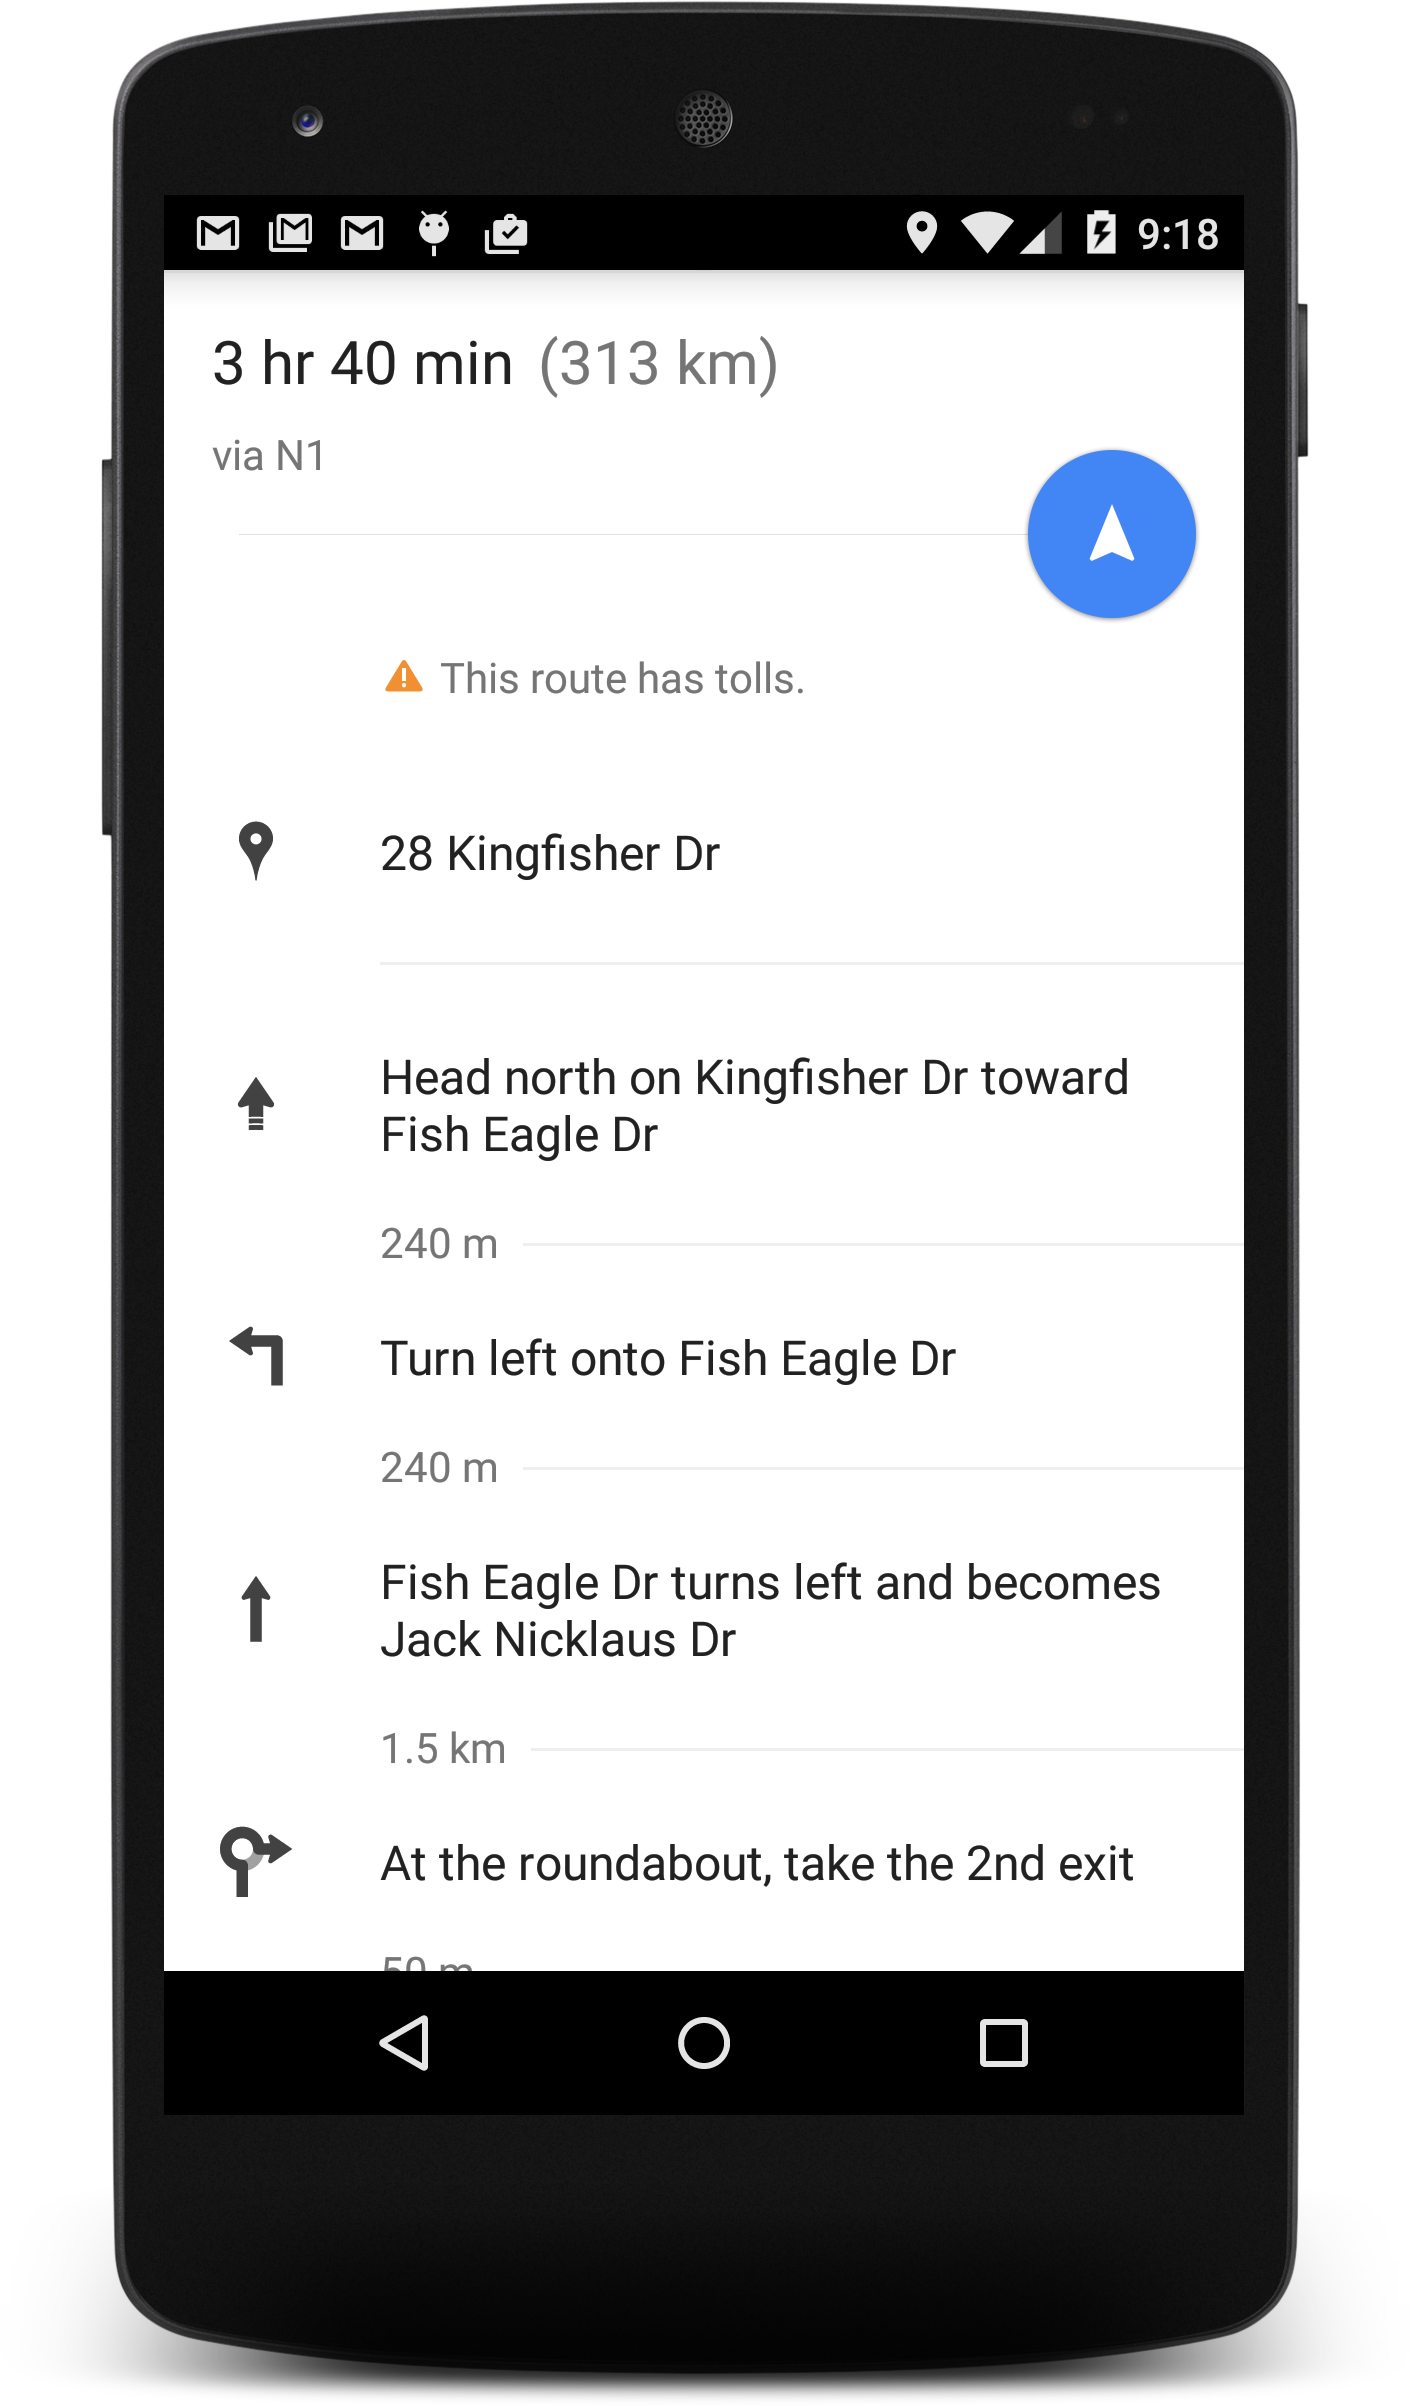 9:18
3 hr 40 min (313 km)
via N1
This route has tolls.
28 Kingfisher Dr
Head north on Kingfisher Dr toward
Fish Eagle Dr
240 m
Turn left onto Fish Eagle Dr
240 m
Fish Eagle Dr turns left and becomes
Jack Nicklaus Dr
1.5 km
At the roundabout, take the 2nd exit
50 m